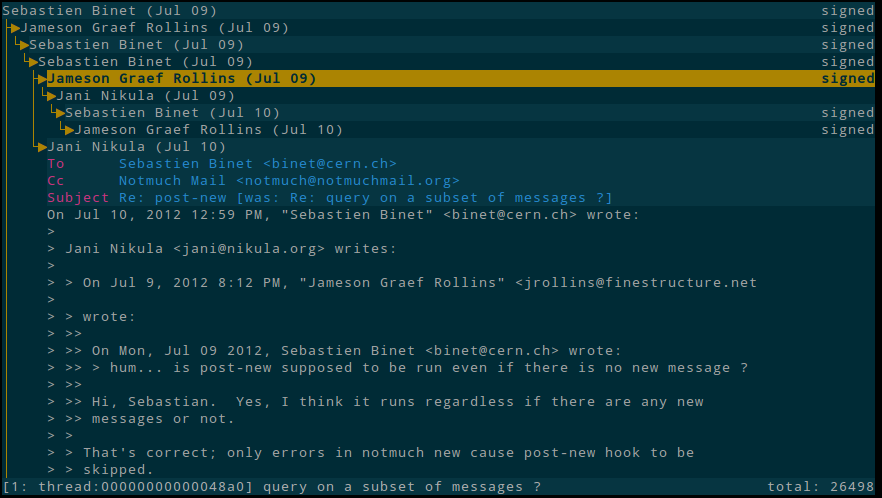 Sebastien Binet (Jul 09) signed
Jameson Graef Rollins (Jul 09) signed
Sebastien Binet (Jul 09) signed
Sebastien Binet (Jul 09) signed
Jameson Graef Rollins (Jul 09) signed
Jani Nikula (Jul 09)
Sebastien Binet (Jul 10) signed
Jameson Graef Rollins (Jul 10) signed
Jani Nikula (Jul 10)
To Sebastien Binet <binet@cern.ch>
Cc Notmuch Mail <notmuch@notmuchmail.org>
Subject Re: post-new [was: Re: query on a subset of messages ?]
On Jul 10, 2012 12:59 PM, "Sebastien Binet" <binet@cern.ch> wrote:
>
> Jani Nikula <jani@nikula.org> writes:
>
> > On Jul 9, 2012 8:12 PM, "Jameson Graef Rollins" <jrollins@finestructure.net
>
> > wrote:
> >>
> >> On Mon, Jul 09 2012, Sebastien Binet <binet@cern.ch> wrote:
> >> > hum... is post-new supposed to be run even if there is no new message ?
> >>
> >> Hi, Sebastian.  Yes, I think it runs regardless if there are any new
> >> messages or not.
> >
> > That's correct; only errors in notmuch new cause post-new hook to be
> > skipped.
[1: thread:00000000000048a0] query on a subset of messages ? total: 26498